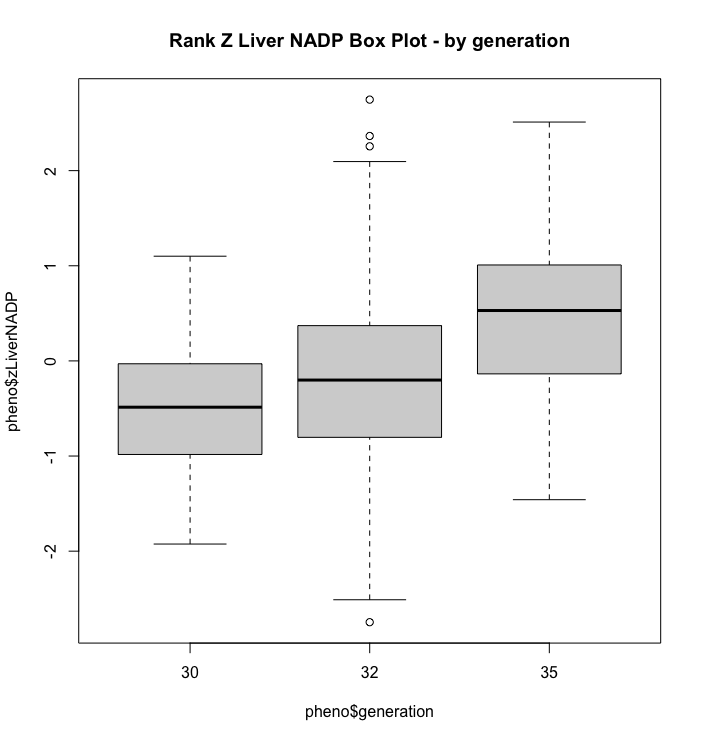 Rank Z Liver NADP Box Plot - by generation
pheno$zLiverNADP
2
1
0
-1
-2
30 32 35
pheno$generation